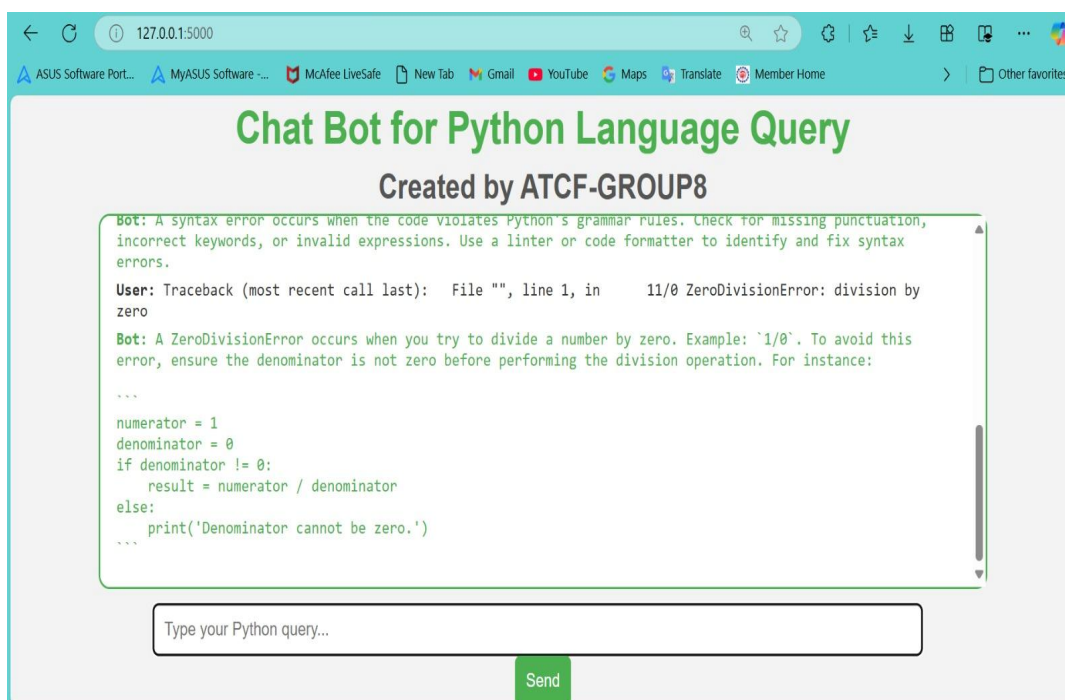 127.0.0.1:5000
ASUS Software Port... MyASUS Software -... McAfee LiveSafe New Tab Gmail YouTube Maps Translate Member Home Other favorites
Chat Bot for Python Language Query
Created by ATCF-GROUP8
Bot: A syntax error occurs when the code violates Python's grammar rules. Check for missing punctuation,
incorrect keywords, or invalid expressions. Use a linter or code formatter to identify and fix syntax
errors.
User: Traceback (most recent call last): File "", line 1, in 11/0 ZeroDivisionError: division by
zero
Bot: A ZeroDivisionError occurs when you try to divide a number by zero. Example: `1/0`. To avoid this
error, ensure the denominator is not zero before performing the division operation. For instance:
```
numerator = 1
denominator = 0
if denominator != 0:
    result = numerator / denominator
else:
    print('Denominator cannot be zero.')
```
Type your Python query...
Send